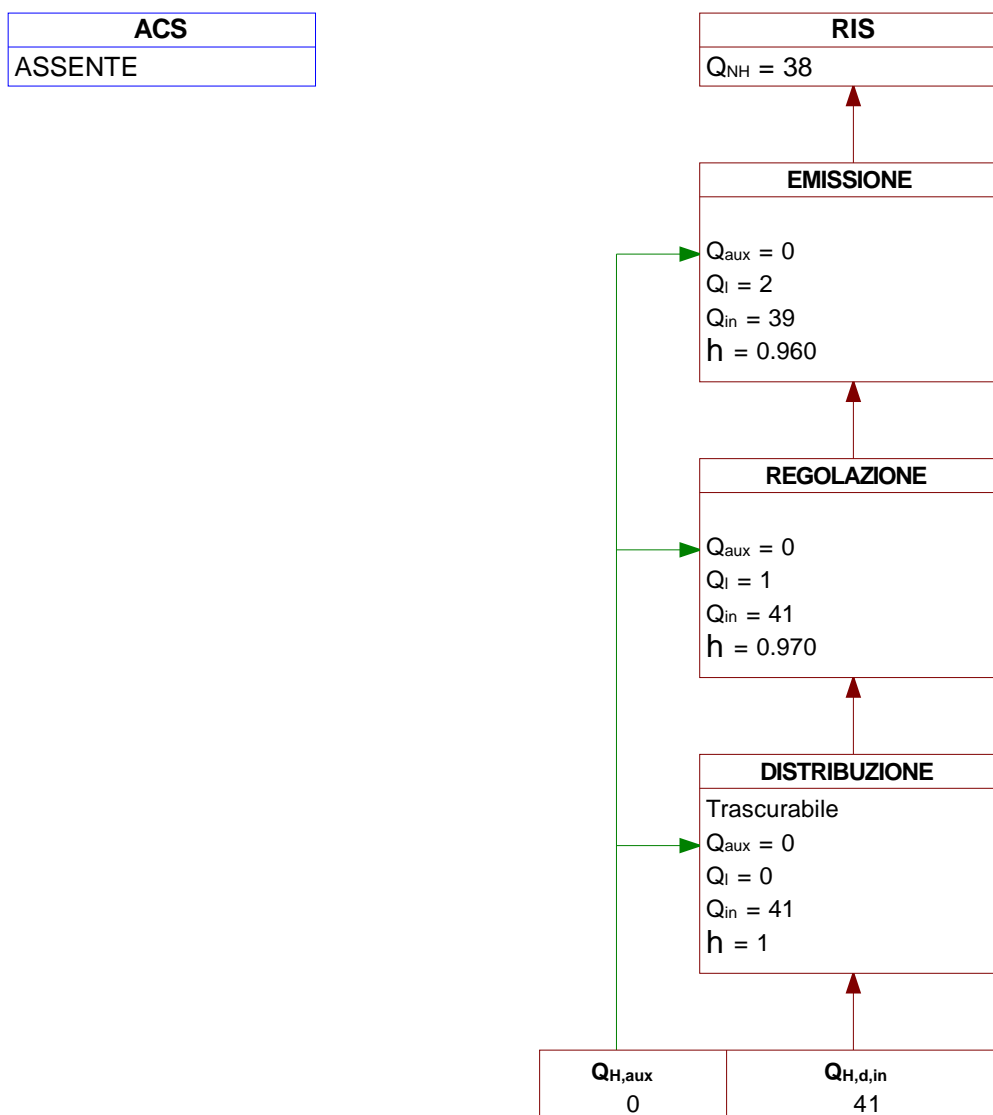 ACS
ASSENTE
RIS
QNH = 38
EMISSIONE
Qaux = 0
Ql = 2
Qin = 39
h = 0.960
REGOLAZIONE
Qaux = 0
Ql = 1
Qin = 41
h = 0.970
DISTRIBUZIONE
Trascurabile
Qaux = 0
Ql = 0
Qin = 41
h = 1
QH,aux
0
QH,d,in
41